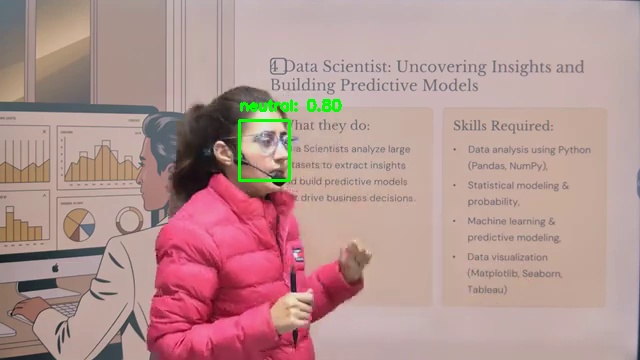 4 Data Scientist: Uncovering Insights and
Building Predictive Models
neutral: 0.80
What they do:
Scientists analyze large
to extract insights
build predictive models
drive business decisions.
Skills Required:
• Data analysis using Python
(Pandas, NumPy),
• Statistical modeling &
probability,
• Machine learning &
predictive modeling,
• Data visualization
(Matplotlib, Seaborn,
Tableau)